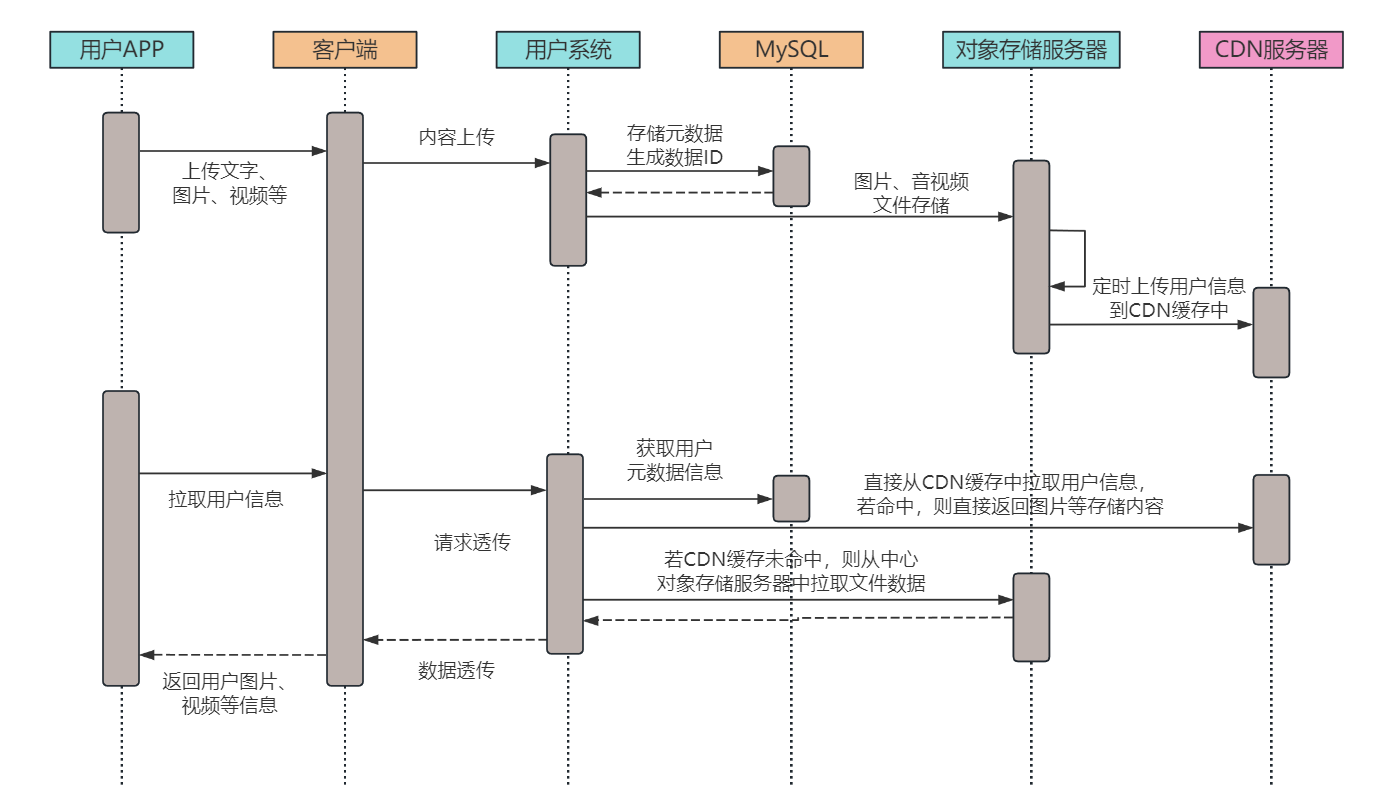 用户APP
客户端
用户系统
MySQL
对象存储服务器
CDN服务器
内容上传
存储元数据
生成数据ID
上传文字、
图片、视频等
图片、音视频
文件存储
定时上传用户信息
到CDN缓存中
获取用户
元数据信息
拉取用户信息
直接从CDN缓存中拉取用户信息，
若命中，则直接返回图片等存储内容
请求透传
若CDN缓存未命中，则从中心
对象存储服务器中拉取文件数据
数据透传
返回用户图片、
视频等信息